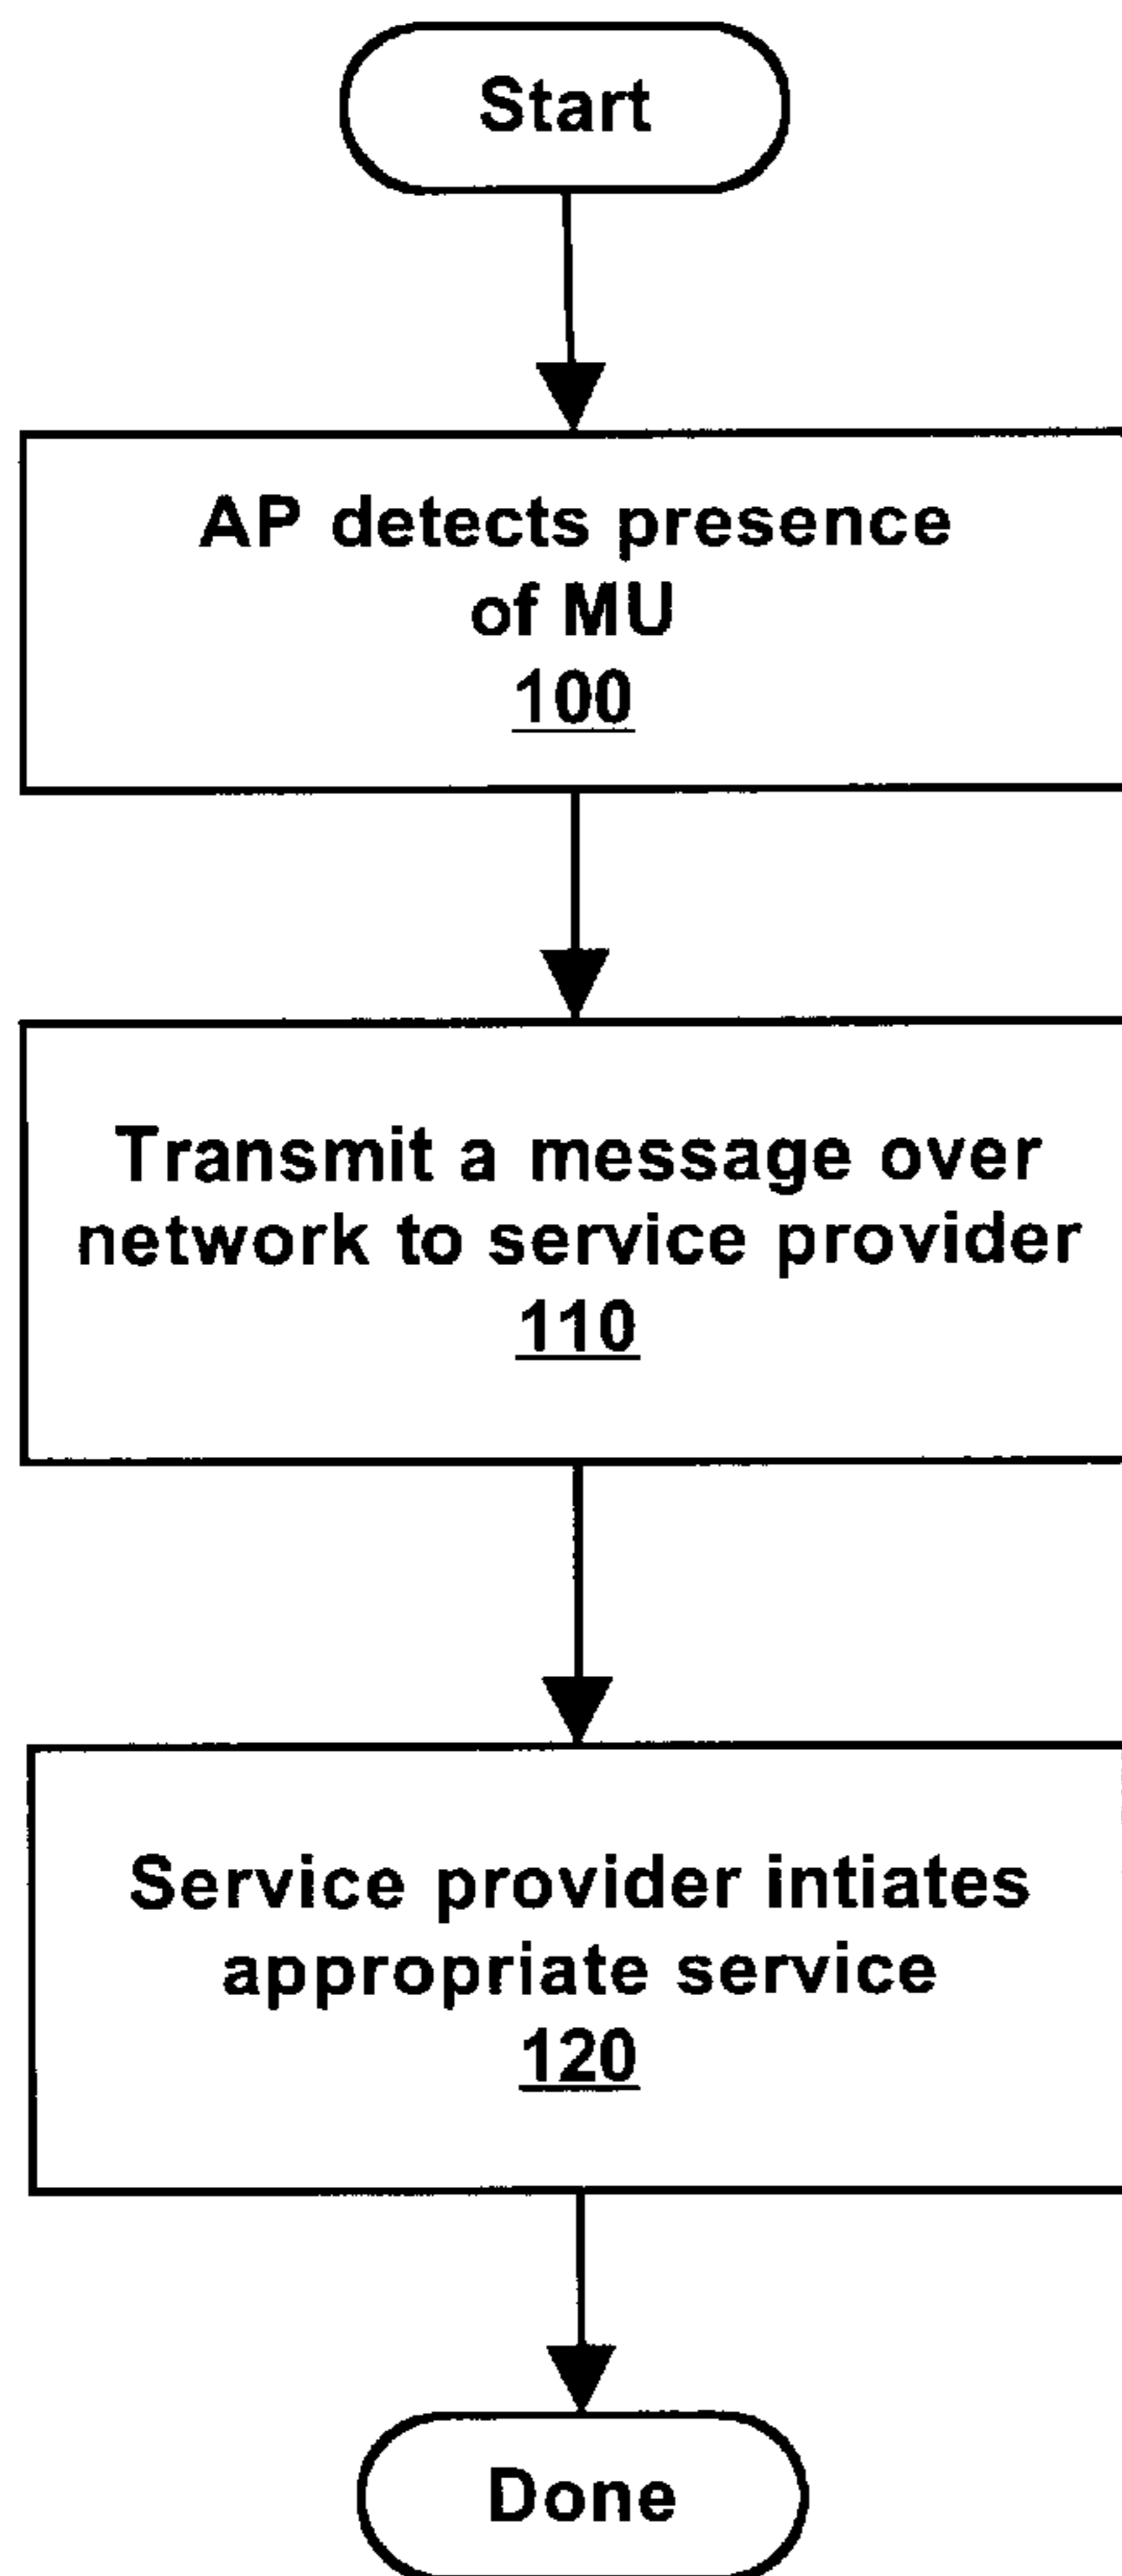 Start
AP detects presence
of MU
100
Transmit a message over
network to service provider
110
Service provider intiates
appropriate service
120
Done